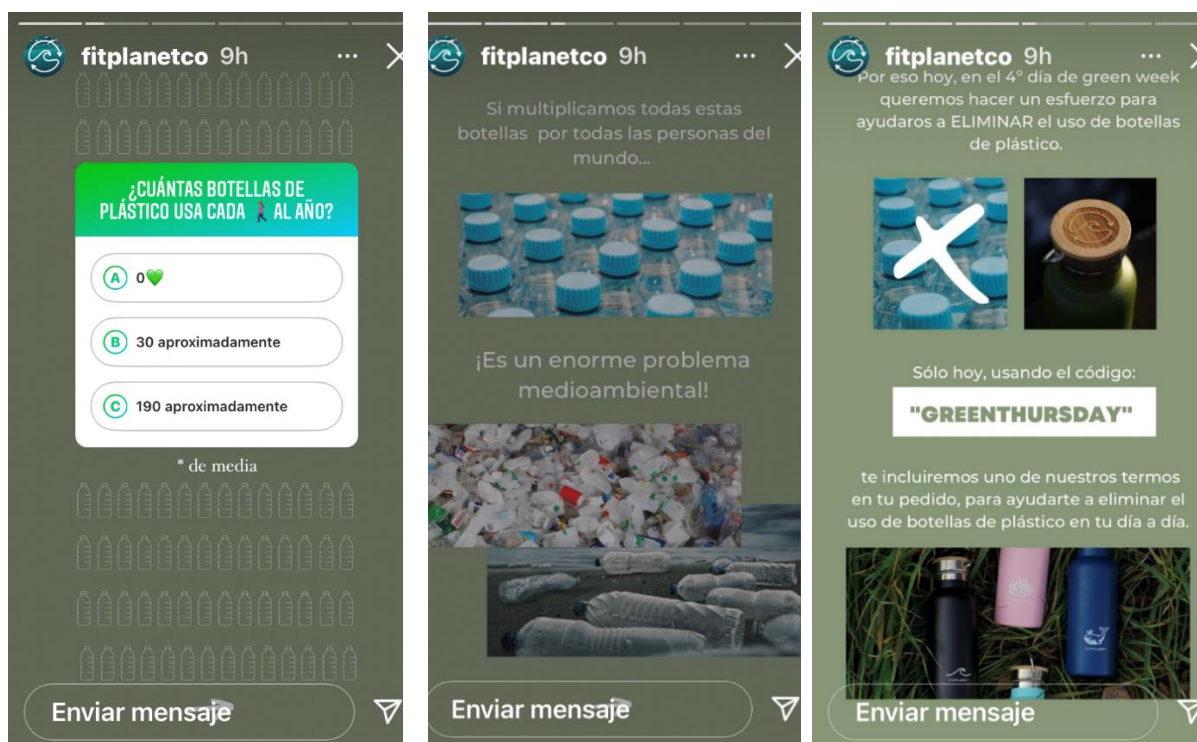 fitplanetco 9h
¿CUÁNTAS BOTELLAS DE
PLÁSTICO USA CADA 🚶🏾‍♀️ AL AÑO?
A 0💚
B 30 aproximadamente
C 190 aproximadamente
* de media
Enviar mensaje
fitplanetco 9h
Si multiplicamos todas estas
botellas por todas las personas del
mundo...
¡Es un enorme problema
medioambiental!
Enviar mensaje
fitplanetco 9h
Por eso hoy, en el 4º día de green week
queremos hacer un esfuerzo para
ayudaros a ELIMINAR el uso de botellas
de plástico.
Sólo hoy, usando el código:
"GREENTHURSDAY"
te incluiremos uno de nuestros termos
en tu pedido, para ayudarte a eliminar el
uso de botellas de plástico en tu día a día.
Enviar mensaje